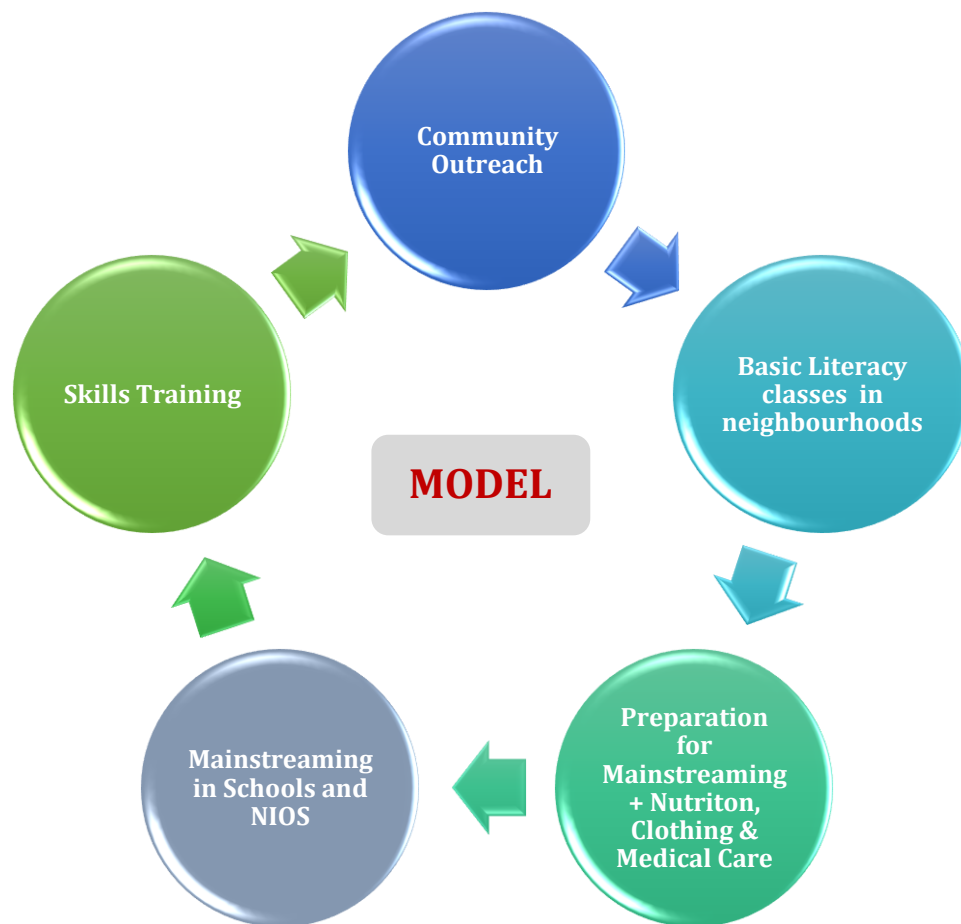 Community
Outreach
Basic Literacy
classes in
neighbourhoods
Preparation
for
Mainstreaming
+ Nutriton,
Clothing &
Medical Care
Mainstreaming
in Schools and
NIOS
Skills Training
MODEL